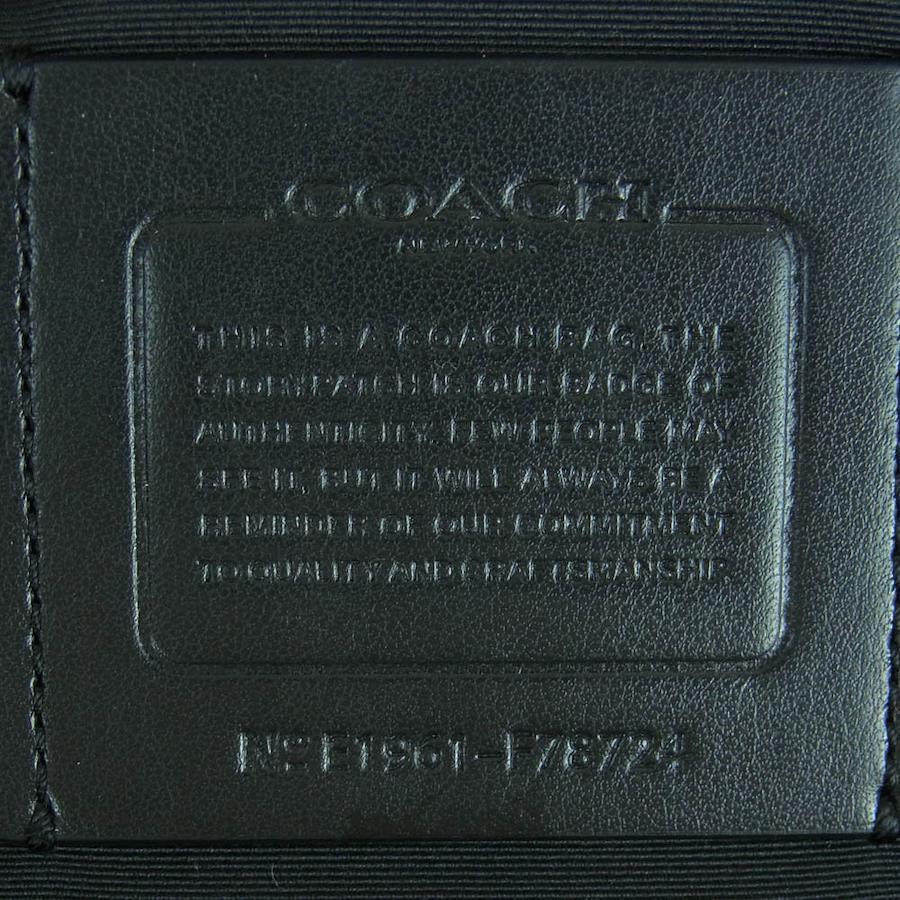 COACH
NEW YORK
THIS IS A COACH BAG. THE
STORYPATCH IS OUR BADGE OF
AUTHENTICITY. FEW PEOPLE MAY
SEE IT, BUT IT WILL ALWAYS BE A
REMINDER OF OUR COMMITMENT
TO QUALITY AND CRAFTSMANSHIP.
Nº F1961-F78724